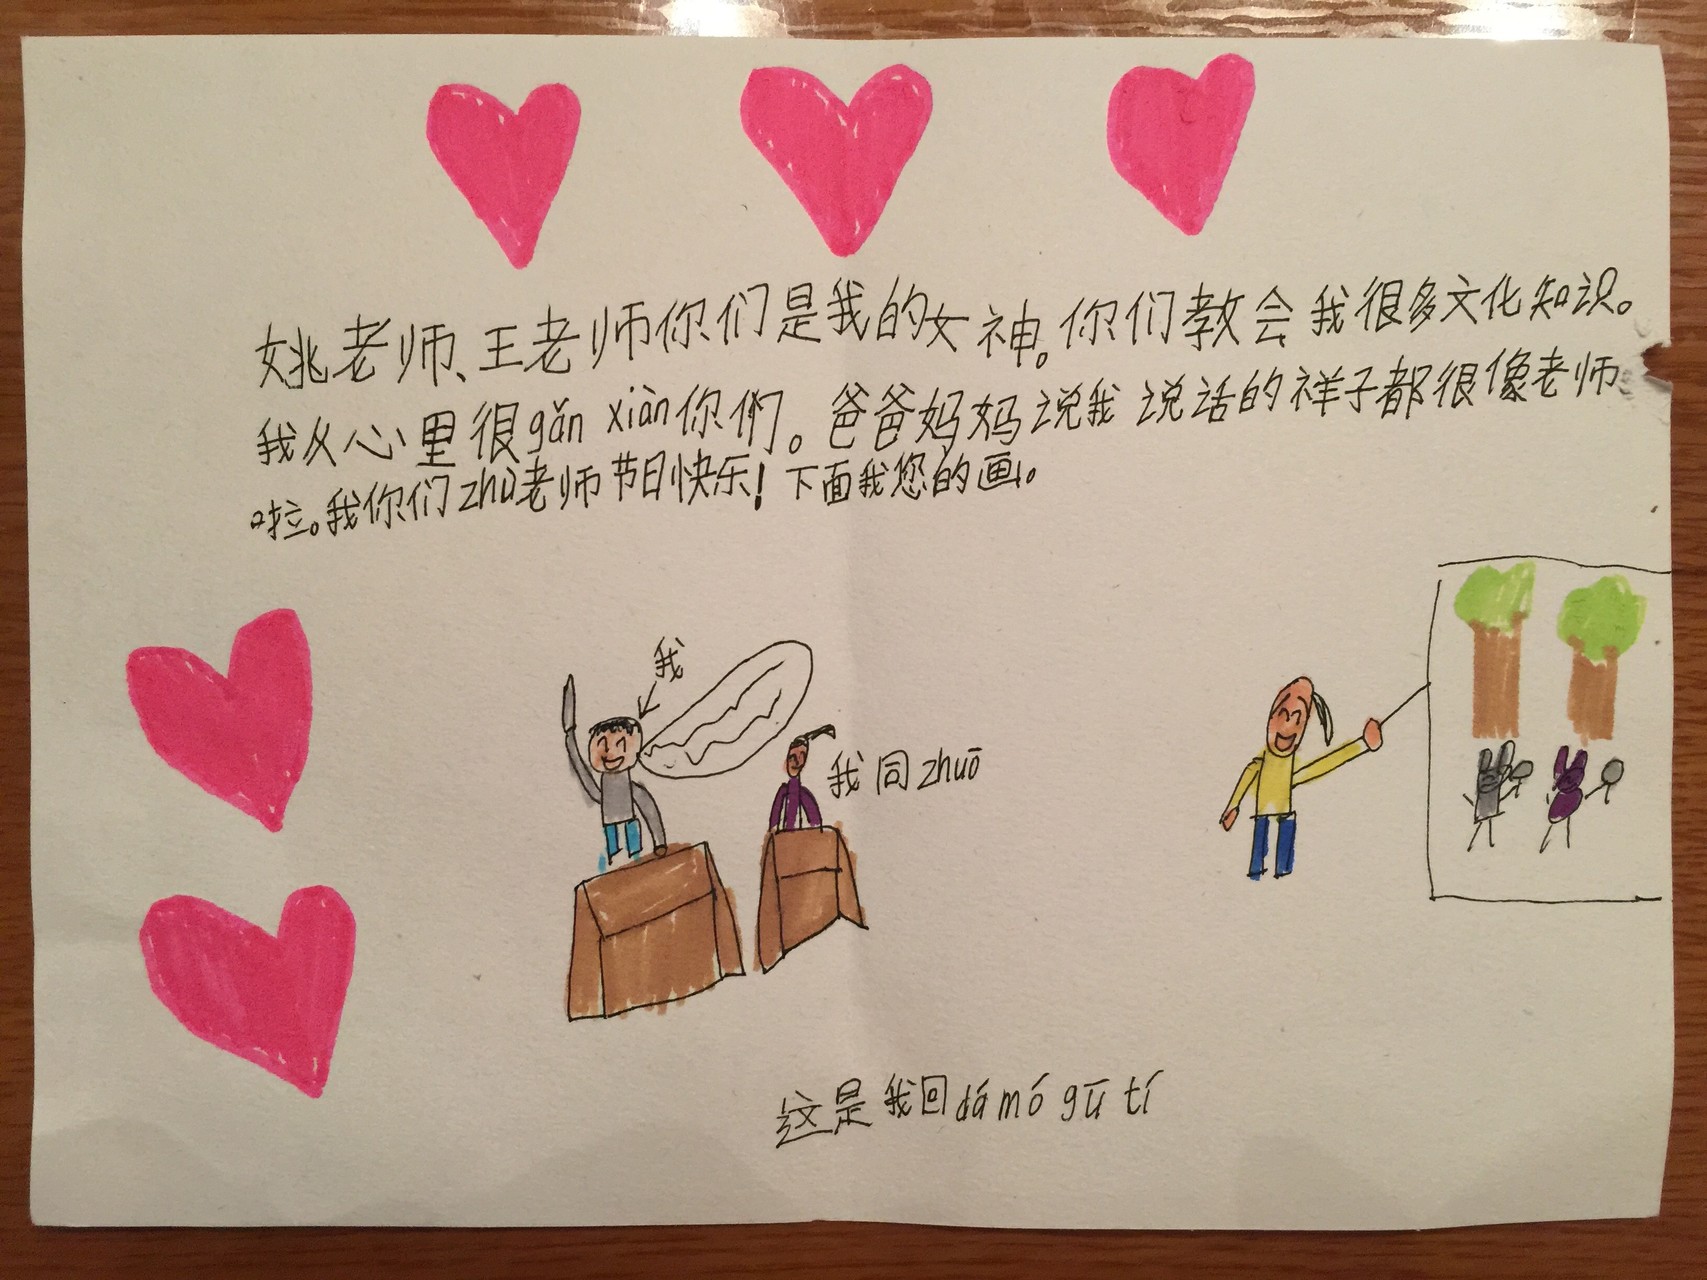 姚老师、王老师你们是我的女神。你们教会我很多文化知识。
我从心里很gǎn xiàn你們。爸爸妈妈说我说话的祥子都很像老师
啦。我你们zhù老师节日快乐！下面我您的画。
我
我同zhuō
这是我回dá mó gū tí